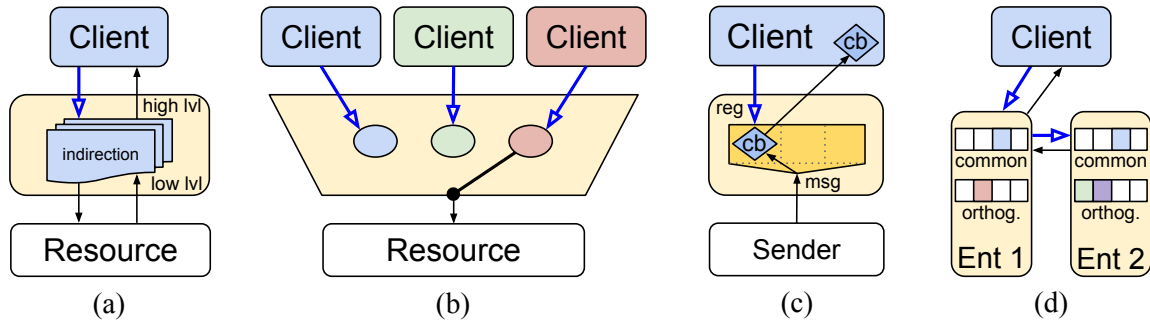 Client
high lvl
indirection
low lvl
Resource
(a)
Client
Client
Client
Resource
(b)
Client
cb
reg
cb
msg
Sender
(c)
Client
common
orthog.
Ent 1
common
orthog.
Ent 2
(d)